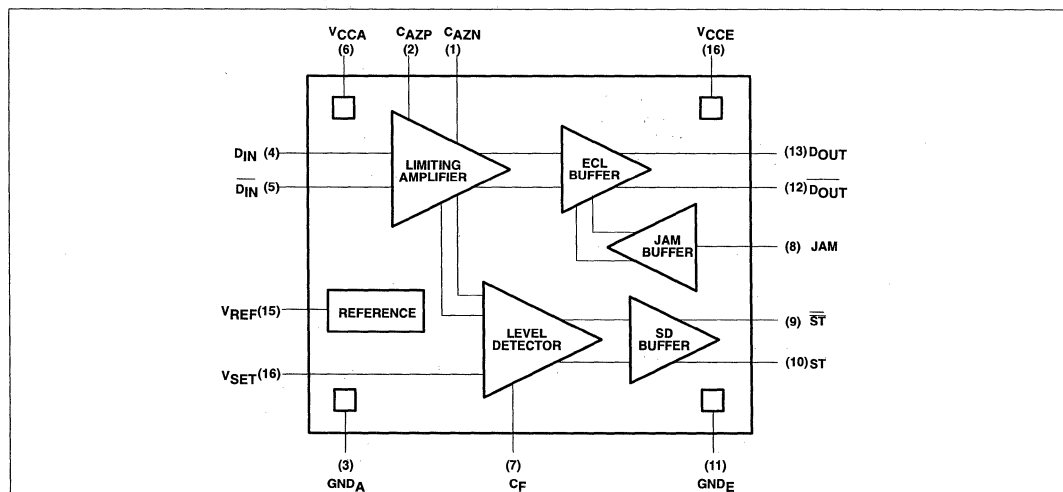 VCCA CAZP CAZN VCCE
(6) (2) (1) (16)
DIN (4) LIMITING AMPLIFIER ECL BUFFER (13) DOUT
DIN (5) (12) DOUT
JAM BUFFER (8) JAM
VREF (15) REFERENCE LEVEL DETECTOR SD BUFFER (9) ST
VSET (16) (10) ST
(3) (7) (11)
GNDA CF GNDE